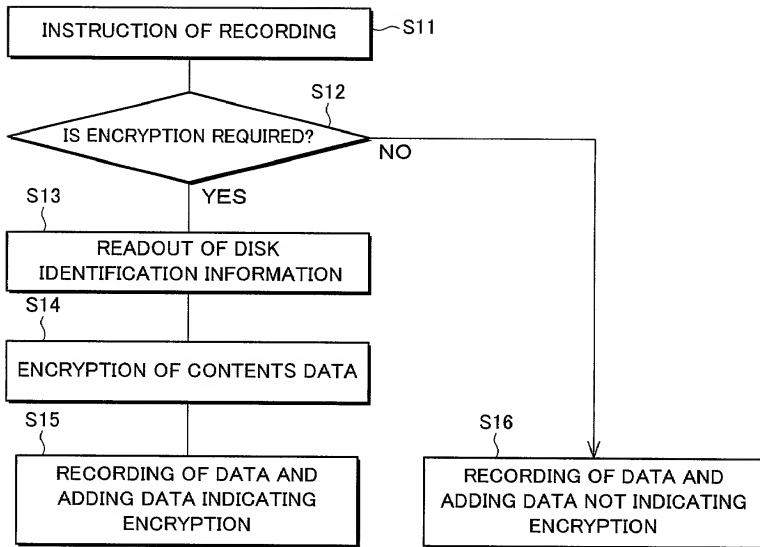 INSTRUCTION OF RECORDING
S11
S12
IS ENCRYPTION REQUIRED?
NO
YES
S13
READOUT OF DISK
IDENTIFICATION INFORMATION
S14
ENCRYPTION OF CONTENTS DATA
S15
RECORDING OF DATA AND
ADDING DATA INDICATING
ENCRYPTION
S16
RECORDING OF DATA AND
ADDING DATA NOT INDICATING
ENCRYPTION